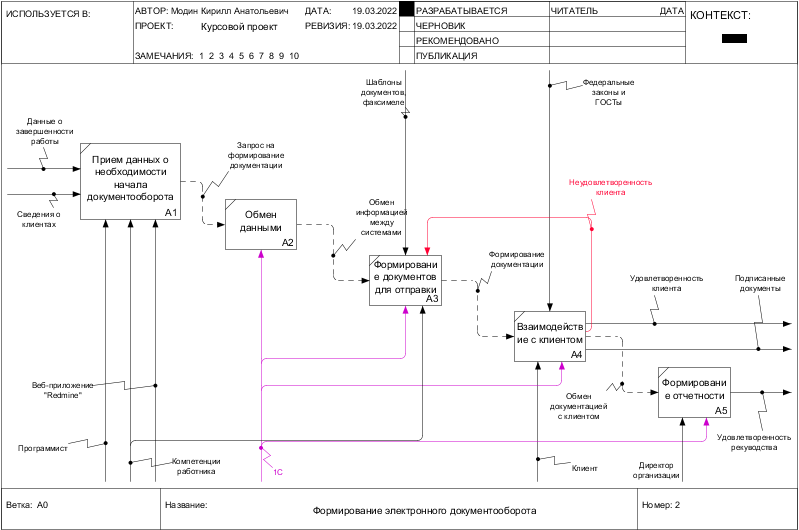 ИСПОЛЬЗУЕТСЯ В:
АВТОР: Модин Кирилл Анатольевич
ДАТА: 19.03.2022
ПРОЕКТ: Курсовой проект
РЕВИЗИЯ: 19.03.2022
ЗАМЕЧАНИЯ: 1 2 3 4 5 6 7 8 9 10
РАЗРАБАТЫВАЕТСЯ
ЧЕРНОВИК
РЕКОМЕНДОВАНО
ПУБЛИКАЦИЯ
ЧИТАТЕЛЬ
ДАТА
КОНТЕКСТ:
Шаблоны
документов,
факсимеле
Федеральные
законы и
ГОСТы
Данные о
завершенности
работы
Сведения о
клиентах
Прием данных о
необходимости
начала
документооборота
A1
Запрос на
формирование
документации
Обмен
данными
A2
Обмен
информацией
между
системами
Неудовлетворенность
клиента
Формировани
е документов
для отправки
A3
Формирование
документации
Удовлетворенность
клиента
Подписанные
документы
Взаимодейств
ие с клиентом
A4
Обмен
документацией
с клиентом
Формировани
е отчетности
A5
Веб-приложение
"Redmine"
Программист
Компетенции
работника
1С
Клиент
Директор
организации
Удовлетворенность
рекуводства
Ветка: A0
Название:
Формирование электронного документооборота
Номер: 2